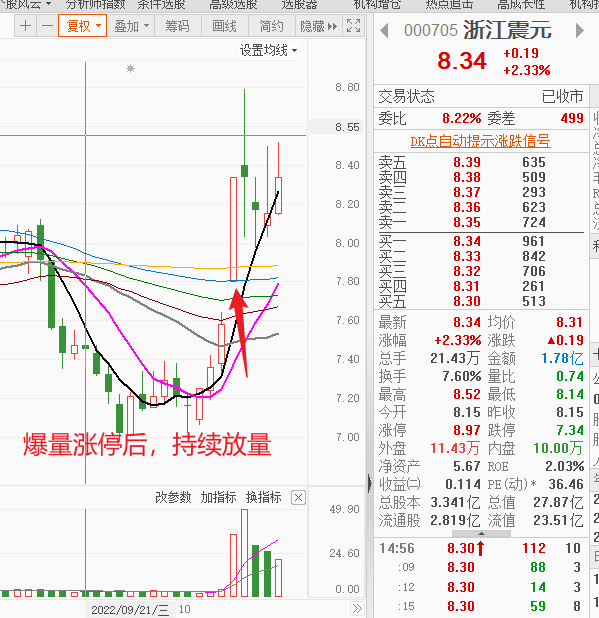 个股风云 分析师指数 条件选股 高级选股 选股器 机构增仓 热点追击 高成长性
复权 叠加 筹码 画线 简约 隐藏
设置均线
8.80
8.55
8.40
8.20
8.00
7.80
7.60
7.40
7.20
7.00
爆量涨停后，持续放量
改参数 加指标 换指标
49.90
24.60
0.00
2022/09/21/三 10
000705 浙江震元
8.34 +0.19
+2.33%
交易状态 已收市
委比 8.22% 委差 499
DK点自动提示涨跌信号
卖五 8.39 635
卖四 8.38 509
卖三 8.37 293
卖二 8.36 623
卖一 8.35 724
买一 8.34 961
买二 8.33 842
买三 8.32 706
买四 8.31 261
买五 8.30 513
最新 8.34 均价 8.31
涨幅 +2.33% 涨跌 ▲0.19
总手 21.43万 金额 1.78亿
换手 7.60% 量比 0.74
最高 8.52 最低 8.14
今开 8.15 昨收 8.15
涨停 8.97 跌停 7.34
外盘 11.43万 内盘 10.00万
净资产 5.67 ROE 2.03%
收益㈡ 0.114 PE(动)* 36.46
总股本 3.341亿 总值 27.87亿
流通股 2.819亿 流值 23.51亿
14:56 8.30 112 10
:09 8.30 88 3
:12 8.30 14 3
:15 8.30 59 8